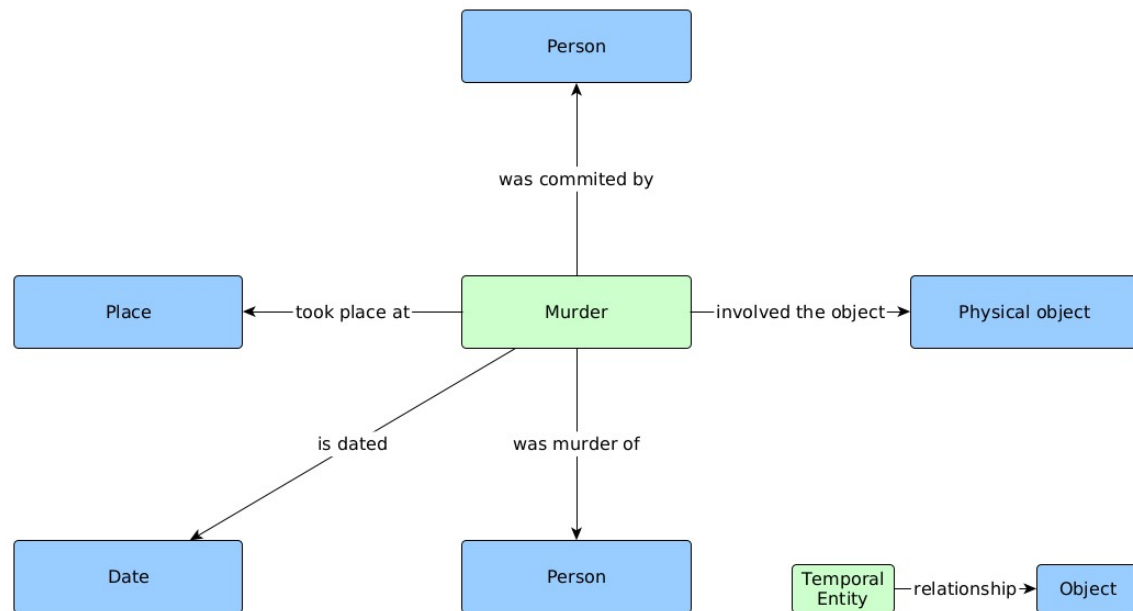 Person
was commited by
Place
took place at
Murder
involved the object
Physical object
is dated
was murder of
Date
Person
Temporal
Entity
relationship
Object